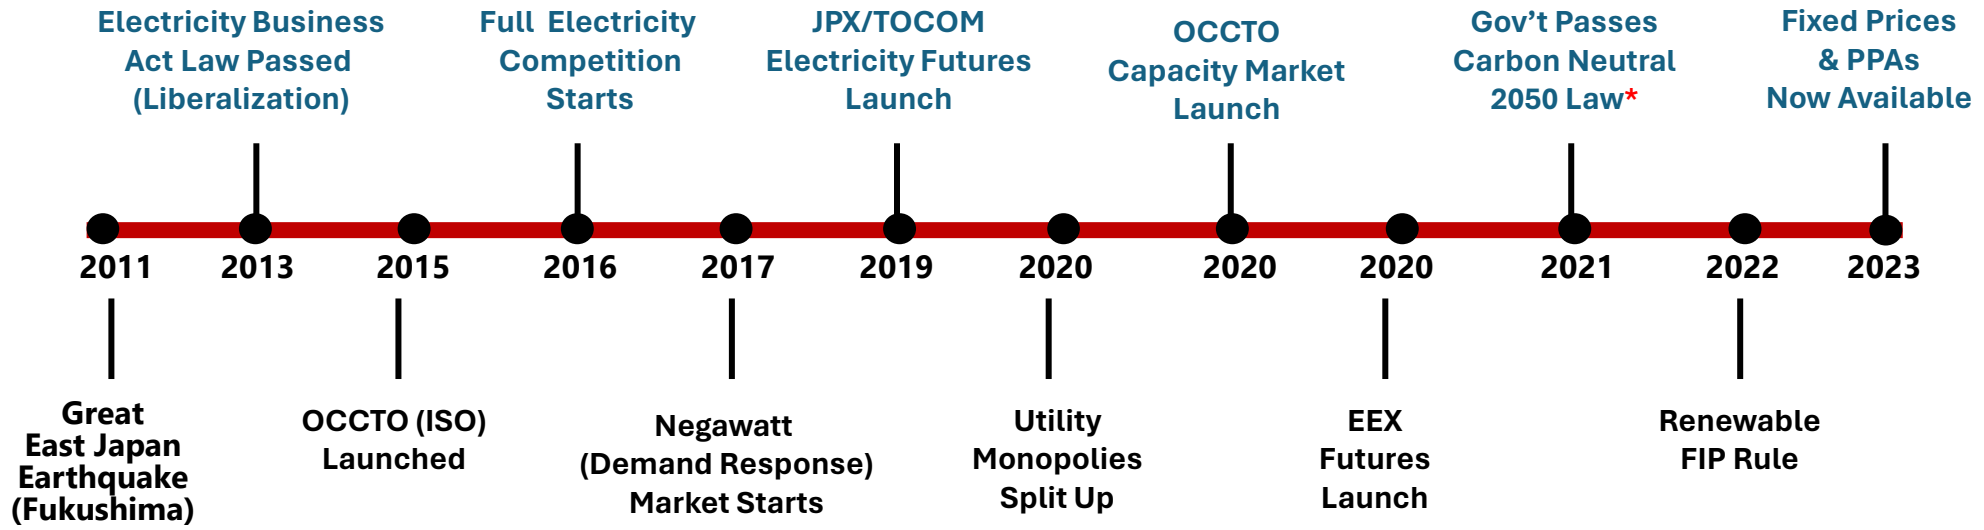 Electricity Business
Act Law Passed
(Liberalization)
Full Electricity
Competition
Starts
JPX/TOCOM
Electricity Futures
Launch
OCCTO
Capacity Market
Launch
Gov’t Passes
Carbon Neutral
2050 Law*
Fixed Prices
& PPAs
Now Available
2011 2013 2015 2016 2017 2019 2020 2020 2020 2021 2022 2023
Great
East Japan
Earthquake
(Fukushima)
OCCTO (ISO)
Launched
Negawatt
(Demand Response)
Market Starts
Utility
Monopolies
Split Up
EEX
Futures
Launch
Renewable
FIP Rule